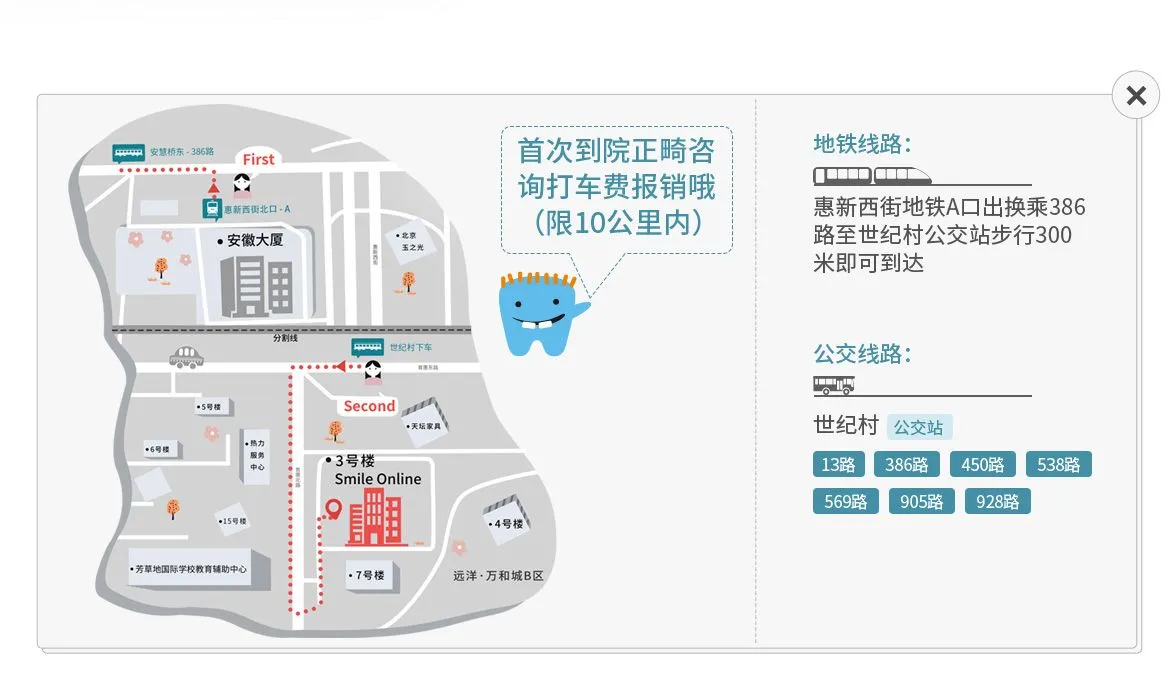 安慧桥东 - 386路
First
惠新西街北口 - A
安徽大厦
北京
玉之光
惠新西街
分割线
世纪村下车
Second
5号楼
6号楼
热力
服务
中心
天坛家具
3号楼
Smile Online
15号楼
4号楼
芳草地国际学校教育辅助中心
7号楼
远洋·万和城B区
首次到院正畸咨
询打车费报销哦
（限10公里内）
地铁线路：
惠新西街地铁A口出换乘386
路至世纪村公交站步行300
米即可到达
公交线路：
世纪村 公交站
13路 386路 450路 538路
569路 905路 928路